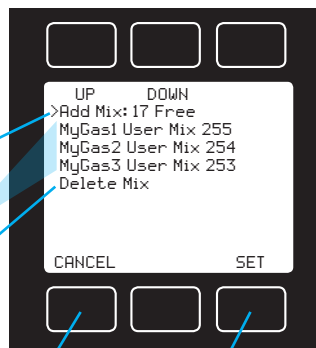 UP DOWN
>Add Mix: 17 Free
MyGas1 User Mix 255
MyGas2 User Mix 254
MyGas3 User Mix 253
Delete Mix
CANCEL SET